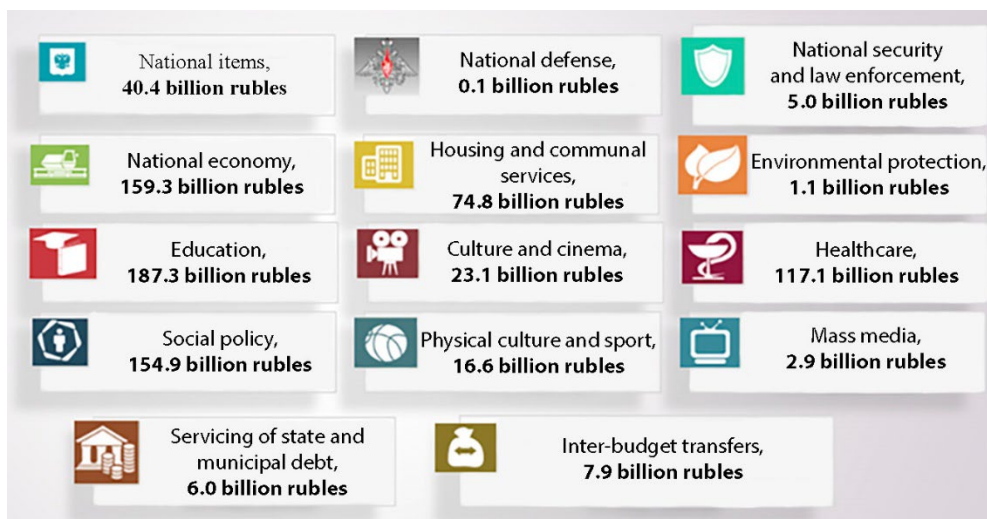 National items,
40.4 billion rubles
National defense,
0.1 billion rubles
National security
and law enforcement,
5.0 billion rubles
National economy,
159.3 billion rubles
Housing and communal
services,
74.8 billion rubles
Environmental protection,
1.1 billion rubles
Education,
187.3 billion rubles
Culture and cinema,
23.1 billion rubles
Healthcare,
117.1 billion rubles
Social policy,
154.9 billion rubles
Physical culture and sport,
16.6 billion rubles
Mass media,
2.9 billion rubles
Servicing of state and
municipal debt,
6.0 billion rubles
Inter-budget transfers,
7.9 billion rubles